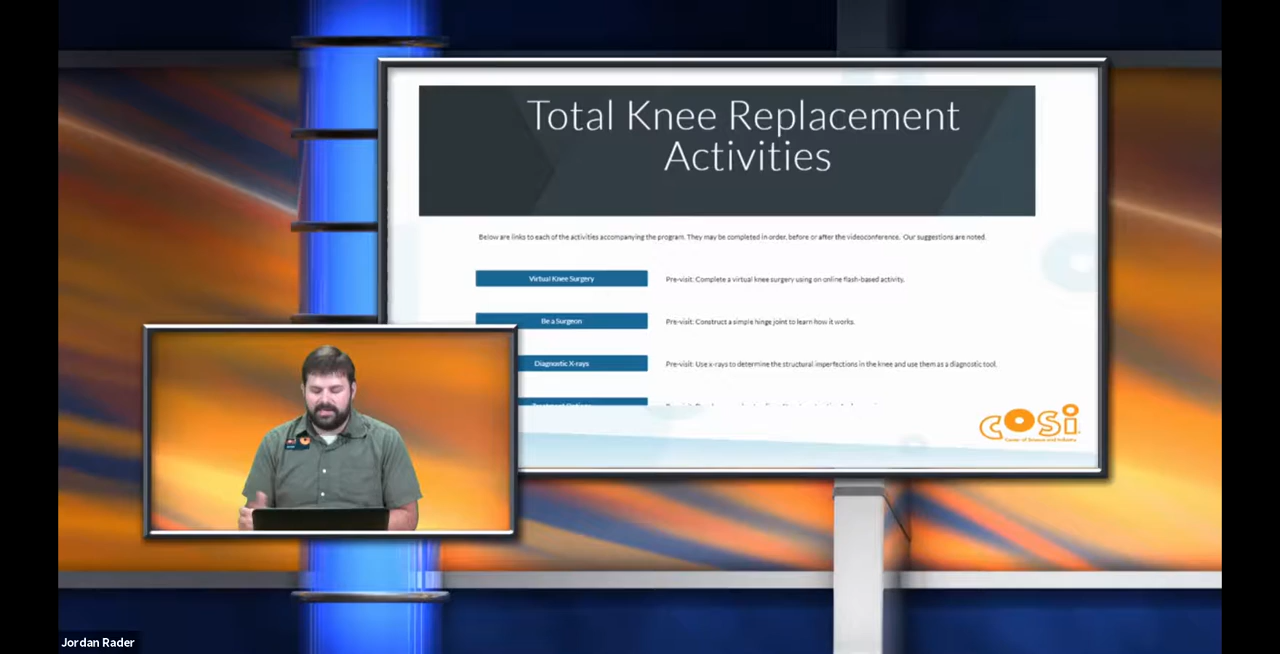 Total Knee Replacement
Activities
Below are links to each of the activities accompanying the program. They may be completed in order, before or after the videoconference. Our suggestions are noted.
Virtual Knee Surgery
Pre-visit: Complete a virtual knee surgery using on online flash-based activity.
Be a Surgeon
Pre-visit: Construct a simple hinge joint to learn how it works.
Diagnostic X-rays
Pre-visit: Use x-rays to determine the structural imperfections in the knee and use them as a diagnostic tool.
cosi
Center of Science and Industry
Jordan Rader